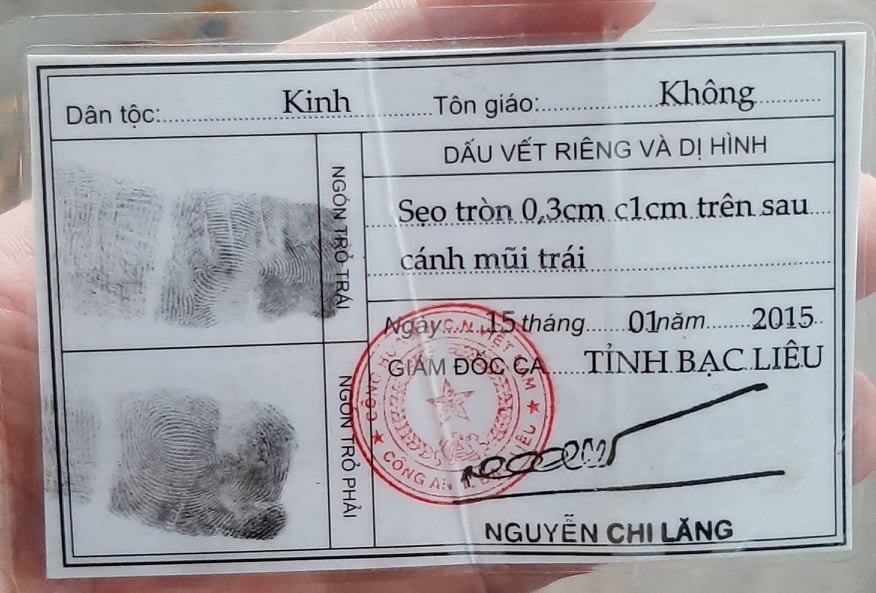 Dân tộc: Kinh Tôn giáo: Không
NGÓN TRỎ TRÁI
DẤU VẾT RIÊNG VÀ DỊ HÌNH
Sẹo tròn 0,3cm c1cm trên sau
cánh mũi trái
Ngày 15 tháng 01 năm 2015
GIÁM ĐỐC CA TỈNH BẠC LIÊU
NGÓN TRỎ PHẢI
CÔNG AN
NGUYỄN CHI LĂNG